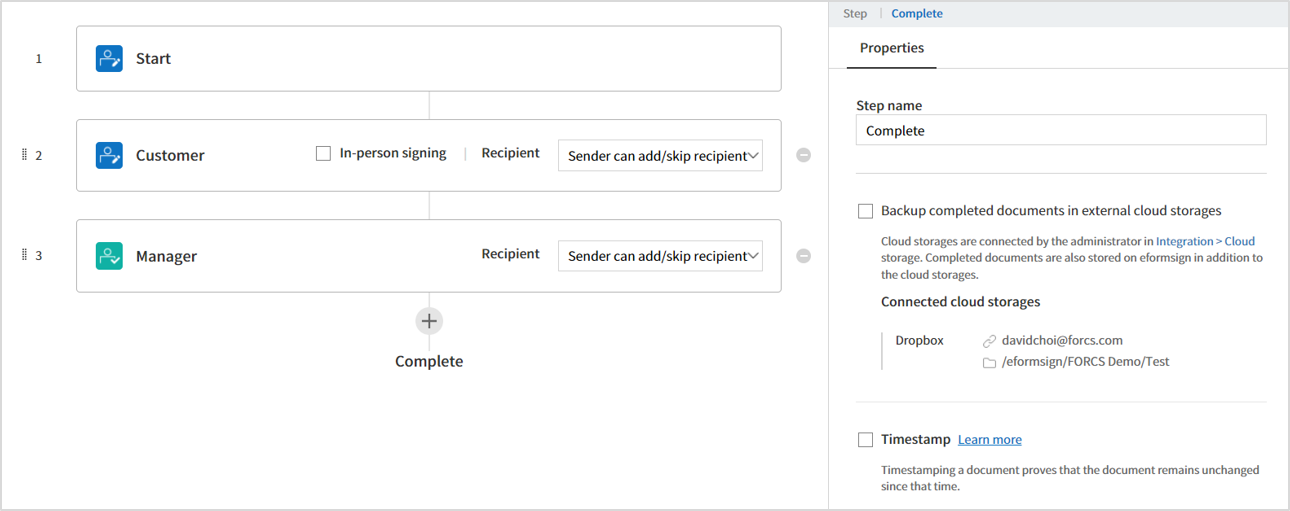 1
Start
2
Customer
In-person signing
Recipient
Sender can add/skip recipient
3
Manager
Recipient
Sender can add/skip recipient
Complete
Step | Complete
Properties
Step name
Complete
Backup completed documents in external cloud storages
Cloud storages are connected by the administrator in Integration > Cloud
storage. Completed documents are also stored on eformsign in addition to
the cloud storages.
Connected cloud storages
Dropbox
davidchoi@forcs.com
/eformsign/FORCS Demo/Test
Timestamp Learn more
Timestamping a document proves that the document remains unchanged
since that time.